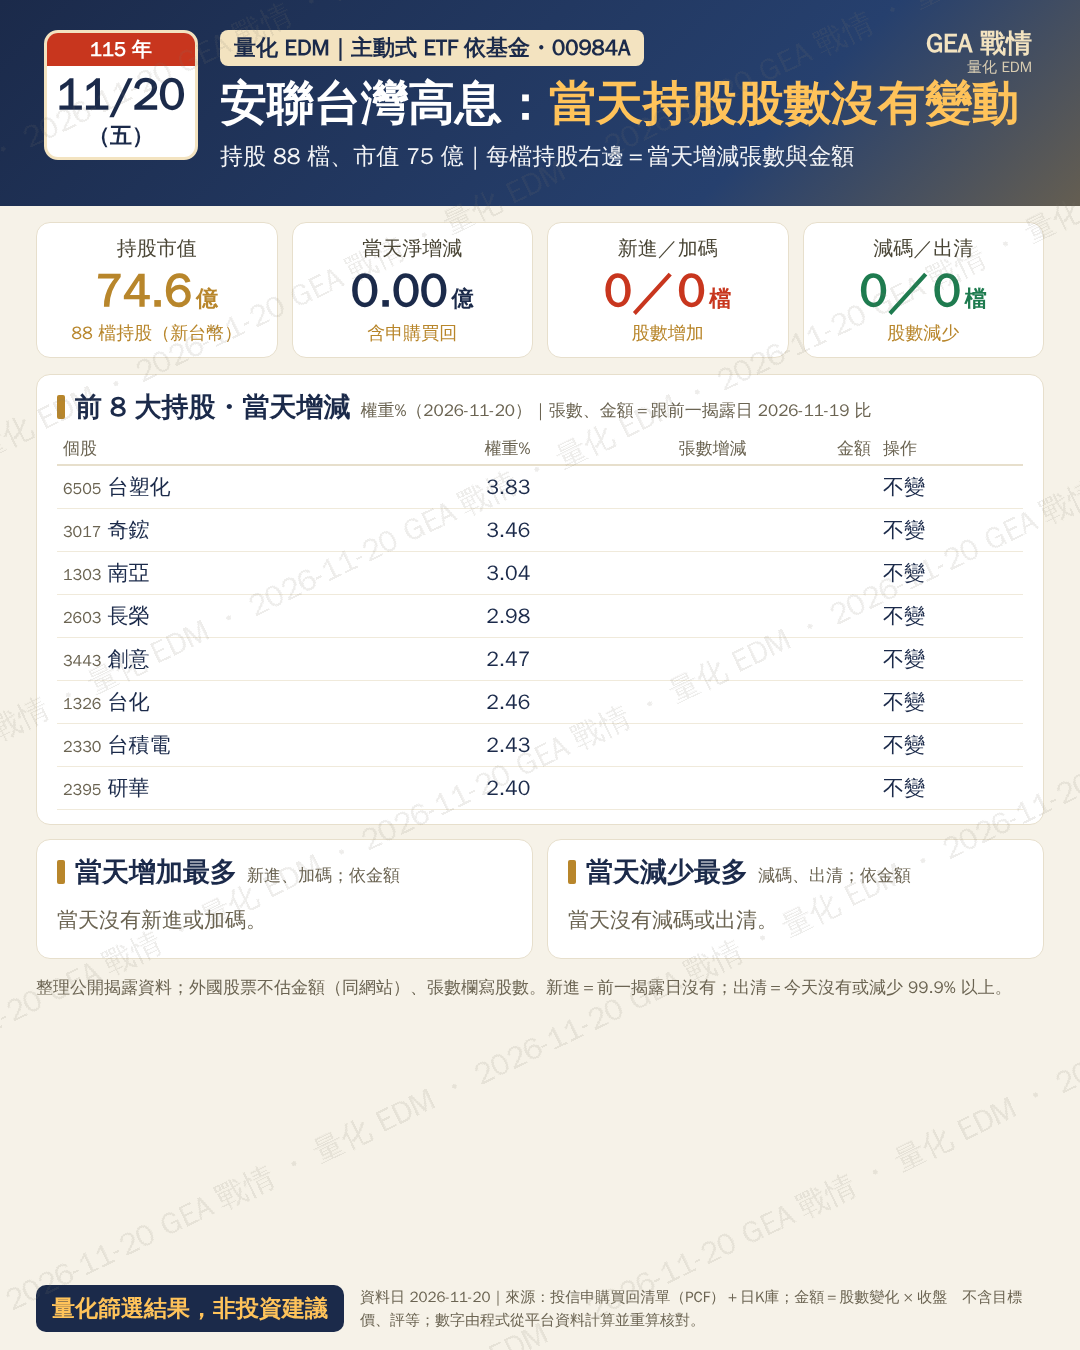 115 年
11/20
（五）
量化 EDM｜主動式 ETF 依基金・00984A
GEA 戰情
量化 EDM
安聯台灣高息：當天持股股數沒有變動
持股 88 檔、市值 75 億｜每檔持股右邊＝當天增減張數與金額
持股市值
74.6 億
88 檔持股（新台幣）
當天淨增減
0.00 億
含申購買回
新進／加碼
0／0 檔
股數增加
減碼／出清
0／0 檔
股數減少
前 8 大持股・當天增減 權重%（2026-11-20）｜張數、金額＝跟前一揭露日 2026-11-19 比
個股 權重% 張數增減 金額 操作
6505 台塑化 3.83 不變
3017 奇鋐 3.46 不變
1303 南亞 3.04 不變
2603 長榮 2.98 不變
3443 創意 2.47 不變
1326 台化 2.46 不變
2330 台積電 2.43 不變
2395 研華 2.40 不變
當天增加最多 新進、加碼；依金額
當天沒有新進或加碼。
當天減少最多 減碼、出清；依金額
當天沒有減碼或出清。
整理公開揭露資料；外國股票不估金額（同網站）、張數欄寫股數。新進＝前一揭露日沒有；出清＝今天沒有或減少 99.9% 以上。
量化篩選結果，非投資建議
資料日 2026-11-20｜來源：投信申購買回清單（PCF）＋日K庫；金額＝股數變化 × 收盤　不含目標
價、評等；數字由程式從平台資料計算並重算核對。
2026-11-20 GEA 戰情 ・ 量化 EDM